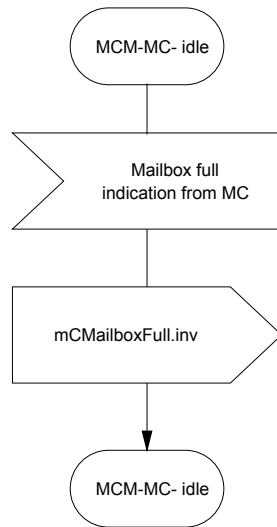 MCM-MC- idle
Mailbox full
indication from MC
mCMailboxFull.inv
MCM-MC- idle